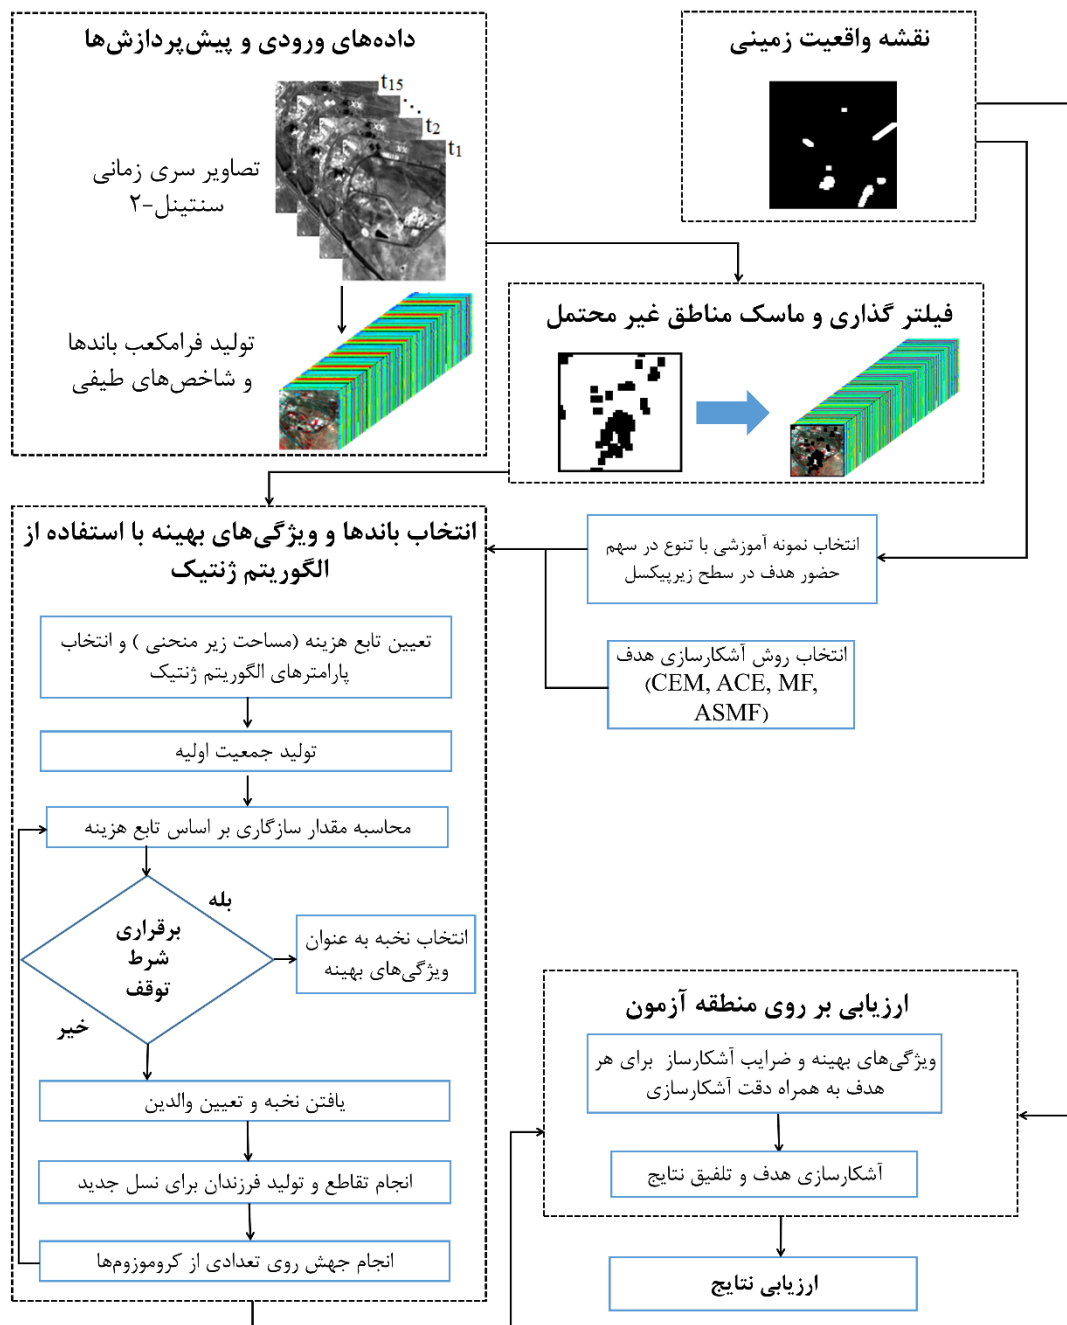 داده‌های ورودی و پیش‌پردازش‌ها
t15
t2
t1
تصاویر سری زمانی
سنتینل-۲
تولید فرامکعب باندها
و شاخص‌های طیفی
نقشه واقعیت زمینی
فیلتر گذاری و ماسک مناطق غیر محتمل
انتخاب نمونه آموزشی با تنوع در سهم
حضور هدف در سطح زیرپیکسل
انتخاب روش آشکارسازی هدف
(CEM, ACE, MF,
ASMF)
انتخاب باندها و ویژگی‌های بهینه با استفاده از
الگوریتم ژنتیک
تعیین تابع هزینه (مساحت زیر منحنی ) و انتخاب
پارامترهای الگوریتم ژنتیک
تولید جمعیت اولیه
محاسبه مقدار سازگاری بر اساس تابع هزینه
برقراری
شرط
توقف
بله
خیر
انتخاب نخبه به عنوان
ویژگی‌های بهینه
یافتن نخبه و تعیین والدین
انجام تقاطع و تولید فرزندان برای نسل جدید
انجام جهش روی تعدادی از کروموزوم‌ها
ارزیابی بر روی منطقه آزمون
ویژگی‌های بهینه و ضرایب آشکارساز برای هر
هدف به همراه دقت آشکارسازی
آشکارسازی هدف و تلفیق نتایج
ارزیابی نتایج